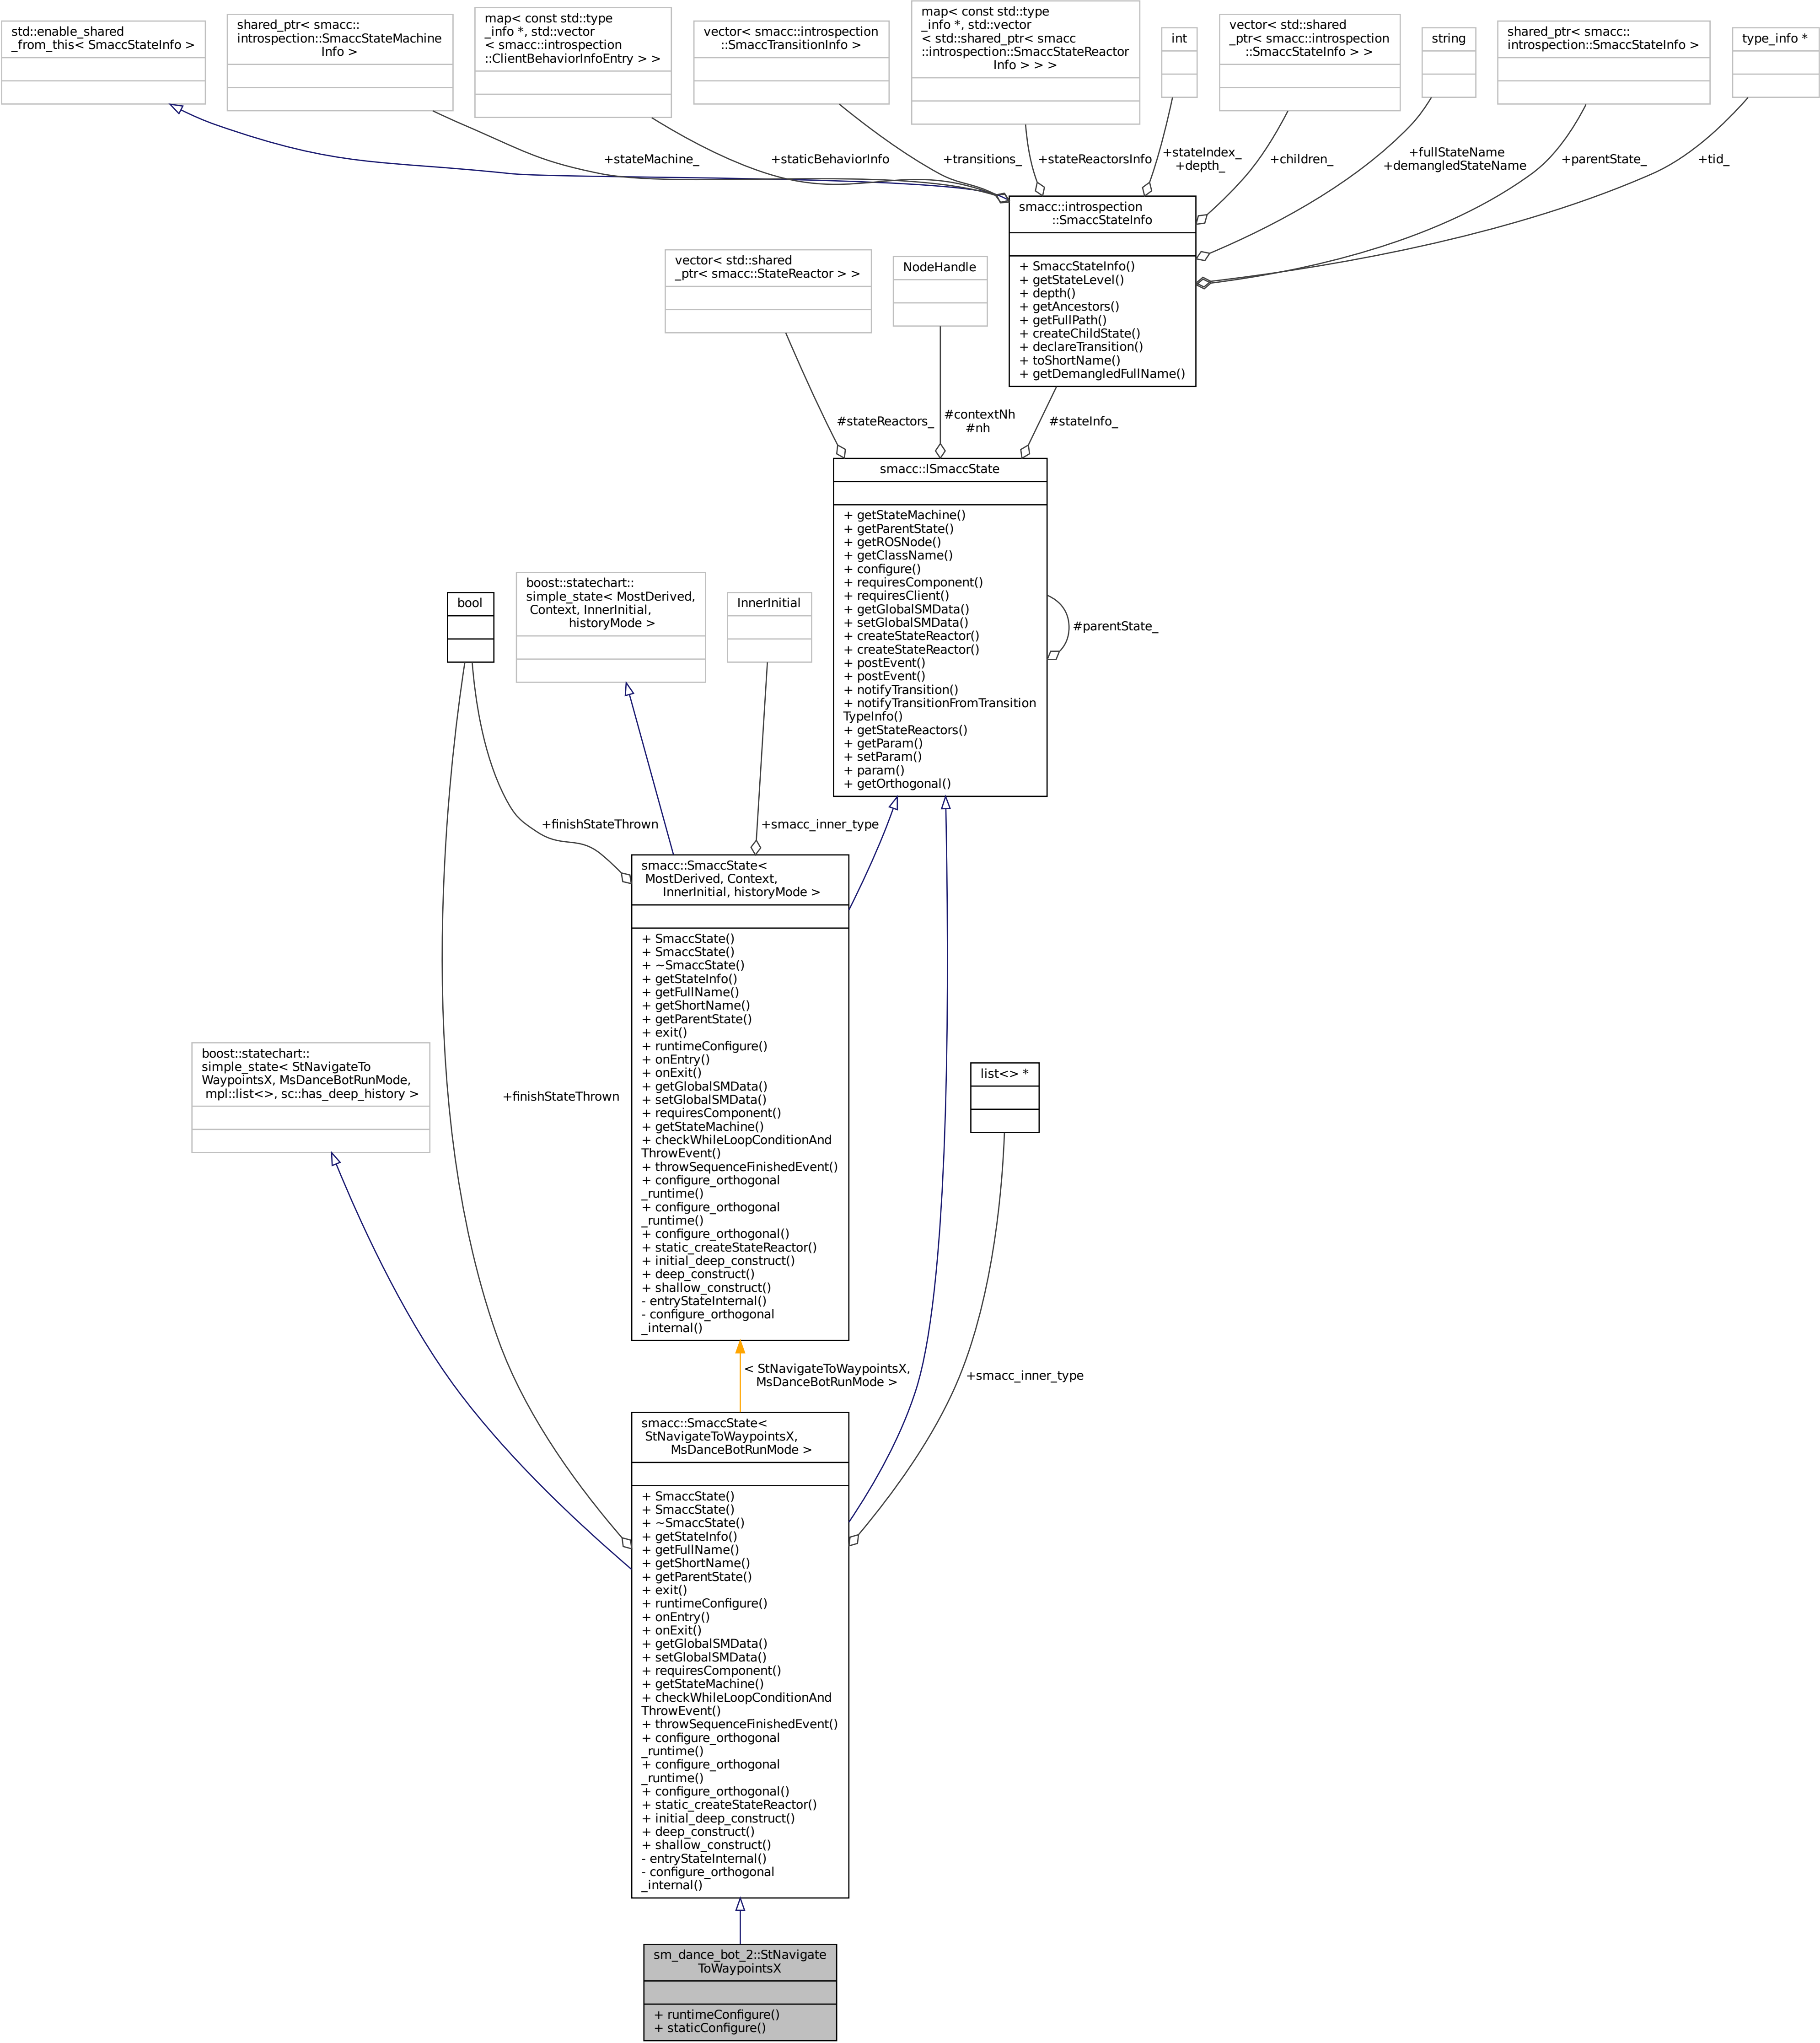 std::enable_shared
_from_this< SmaccStateInfo >
shared_ptr< smacc::
introspection::SmaccStateMachine
Info >
map< const std::type
_info *, std::vector
< smacc::introspection
::ClientBehaviorInfoEntry > >
vector< smacc::introspection
::SmaccTransitionInfo >
map< const std::type
_info *, std::vector
< std::shared_ptr< smacc
::introspection::SmaccStateReactor
Info > > >
int
vector< std::shared
_ptr< smacc::introspection
::SmaccStateInfo > >
string
shared_ptr< smacc::
introspection::SmaccStateInfo >
type_info *
+stateMachine_
+staticBehaviorInfo
+transitions_
+stateReactorsInfo
+stateIndex_
+depth_
+children_
+fullStateName
+demangledStateName
+parentState_
+tid_
smacc::introspection
::SmaccStateInfo
+ SmaccStateInfo()
+ getStateLevel()
+ depth()
+ getAncestors()
+ getFullPath()
+ createChildState()
+ declareTransition()
+ toShortName()
+ getDemangledFullName()
vector< std::shared
_ptr< smacc::StateReactor > >
NodeHandle
#stateReactors_
#contextNh
#nh
#stateInfo_
smacc::ISmaccState
+ getStateMachine()
+ getParentState()
+ getROSNode()
+ getClassName()
+ configure()
+ requiresComponent()
+ requiresClient()
+ getGlobalSMData()
+ setGlobalSMData()
+ createStateReactor()
+ createStateReactor()
+ postEvent()
+ postEvent()
+ notifyTransition()
+ notifyTransitionFromTransition
TypeInfo()
+ getStateReactors()
+ getParam()
+ setParam()
+ param()
+ getOrthogonal()
#parentState_
bool
boost::statechart::
simple_state< MostDerived,
Context, InnerInitial,
historyMode >
InnerInitial
+finishStateThrown
+smacc_inner_type
smacc::SmaccState<
MostDerived, Context,
InnerInitial, historyMode >
+ SmaccState()
+ SmaccState()
+ ~SmaccState()
+ getStateInfo()
+ getFullName()
+ getShortName()
+ getParentState()
+ exit()
+ runtimeConfigure()
+ onEntry()
+ onExit()
+ getGlobalSMData()
+ setGlobalSMData()
+ requiresComponent()
+ getStateMachine()
+ checkWhileLoopConditionAnd
ThrowEvent()
+ throwSequenceFinishedEvent()
+ configure_orthogonal
_runtime()
+ configure_orthogonal
_runtime()
+ configure_orthogonal()
+ static_createStateReactor()
+ initial_deep_construct()
+ deep_construct()
+ shallow_construct()
- entryStateInternal()
- configure_orthogonal
_internal()
boost::statechart::
simple_state< StNavigateTo
WaypointsX, MsDanceBotRunMode,
mpl::list<>, sc::has_deep_history >
+finishStateThrown
list<> *
< StNavigateToWaypointsX,
MsDanceBotRunMode >
+smacc_inner_type
smacc::SmaccState<
StNavigateToWaypointsX,
MsDanceBotRunMode >
+ SmaccState()
+ SmaccState()
+ ~SmaccState()
+ getStateInfo()
+ getFullName()
+ getShortName()
+ getParentState()
+ exit()
+ runtimeConfigure()
+ onEntry()
+ onExit()
+ getGlobalSMData()
+ setGlobalSMData()
+ requiresComponent()
+ getStateMachine()
+ checkWhileLoopConditionAnd
ThrowEvent()
+ throwSequenceFinishedEvent()
+ configure_orthogonal
_runtime()
+ configure_orthogonal
_runtime()
+ configure_orthogonal()
+ static_createStateReactor()
+ initial_deep_construct()
+ deep_construct()
+ shallow_construct()
- entryStateInternal()
- configure_orthogonal
_internal()
sm_dance_bot_2::StNavigate
ToWaypointsX
+ runtimeConfigure()
+ staticConfigure()